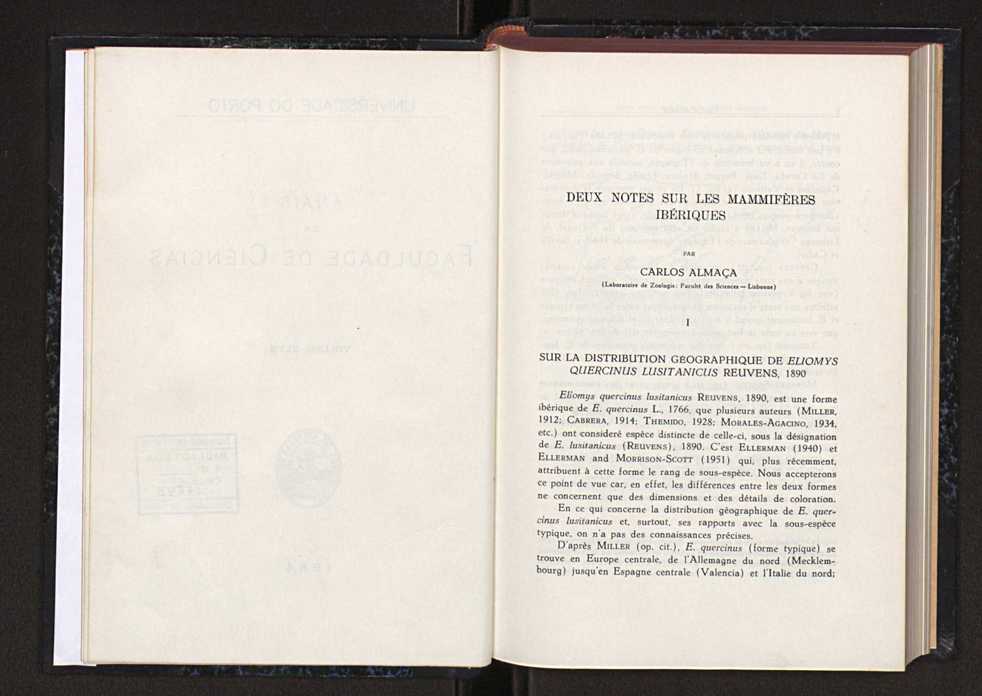 DEUX NOTES SUR LES MAMMIFÈRES
IBÉRIQUES
PAR
CARLOS ALMAÇA
(Laboratoire de Zoologie: Faculté des Sciences — Lisbonne)
I
SUR LA DISTRIBUTION GÉOGRAPHIQUE DE ELIOMYS
QUERCINUS LUSITANICUS REUVENS, 1890
Eliomys quercinus lusitanicus REUVENS, 1890, est une forme
ibérique de E. quercinus L., 1766, que plusieurs auteurs (MILLER,
1912; CABRERA, 1914; THEMIDO, 1928; MORALES-AGACINO, 1934,
etc.) ont consideré espèce distincte de celle-ci, sous la désignation
de E. lusitanicus (REUVENS), 1890. C'est ELLERMAN (1940) et
ELLERMAN and MORRISON-SCOTT (1951) qui, plus récemment,
attribuent à cette forme le rang de sous-espèce. Nous accepterons
ce point de vue car, en effet, les différences entre les deux formes
ne concernent que des dimensions et des détails de coloration.
En ce qui concerne la distribution géographique de E. quer-
cinus lusitanicus et, surtout, ses rapports avec la sous-espèce
typique, on n'a pas des connaissances précises.
D'après MILLER (op. cit.), E. quercinus (forme typique) se
trouve en Europe centrale, de l'Allemagne du nord (Mecklem-
bourg) jusqu'en Espagne centrale (Valencia) et l'Italie du nord;